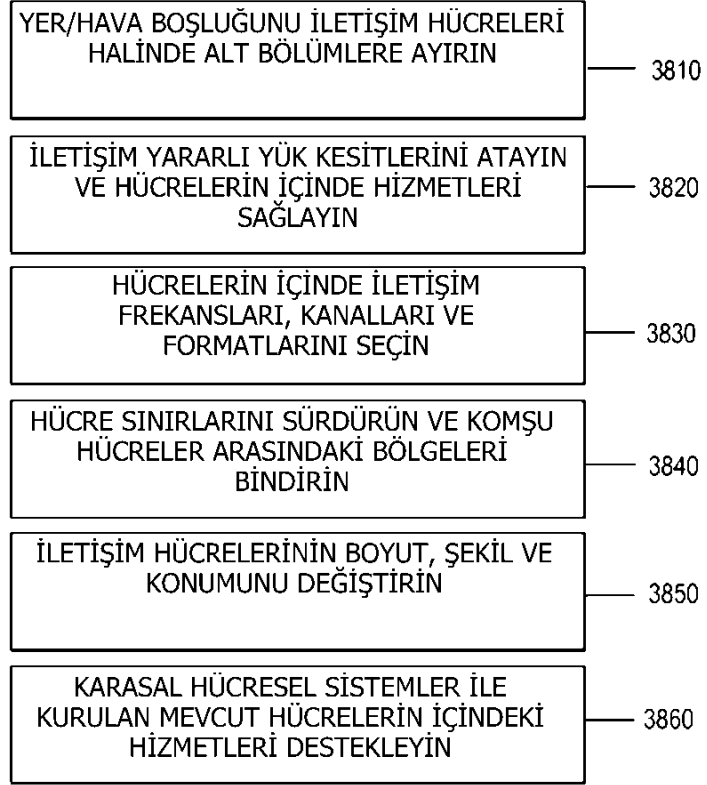 YER/HAVA BOŞLUĞUNU İLETİŞİM HÜCRELERİ
HALİNDE ALT BÖLÜMLERE AYIRIN
3810
İLETİŞİM YARARLI YÜK KESİTLERİNİ ATAYIN
VE HÜCRELERİN İÇİNDE HİZMETLERİ
SAĞLAYIN
3820
HÜCRELERİN İÇİNDE İLETİŞİM
FREKANSLARI, KANALLARI VE
FORMATLARINI SEÇİN
3830
HÜCRE SINIRLARINI SÜRDÜRÜN VE KOMŞU
HÜCRELER ARASINDAKİ BÖLGELERİ
BİNDİRİN
3840
İLETİŞİM HÜCRELERİNİN BOYUT, ŞEKİL VE
KONUMUNU DEĞİŞTİRİN
3850
KARASAL HÜCRESEL SİSTEMLER İLE
KURULAN MEVCUT HÜCRELERİN İÇİNDEKİ
HİZMETLERİ DESTEKLEYİN
3860